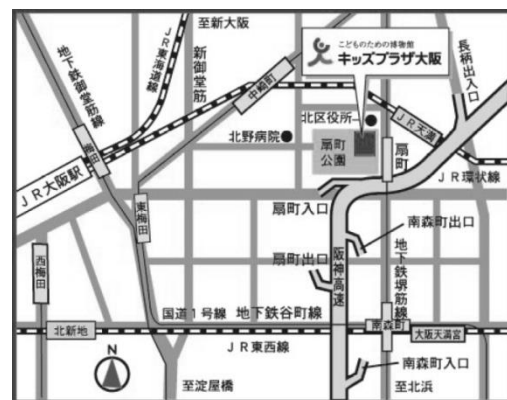 至新大阪
こどものための博物館
キッズプラザ大阪
地下鉄御堂筋線
JR東海道線
新御堂筋
中崎町
長柄出入口
北区役所
JR天満
北野病院
扇町公園
扇町
梅田
JR大阪駅
JR環状線
東梅田
扇町入口
南森町出口
西梅田
扇町出口
阪神高速
地下鉄堺筋線
国道1号線
地下鉄谷町線
北新地
南森町
大阪天満宮
JR東西線
N
南森町入口
至淀屋橋
至北浜